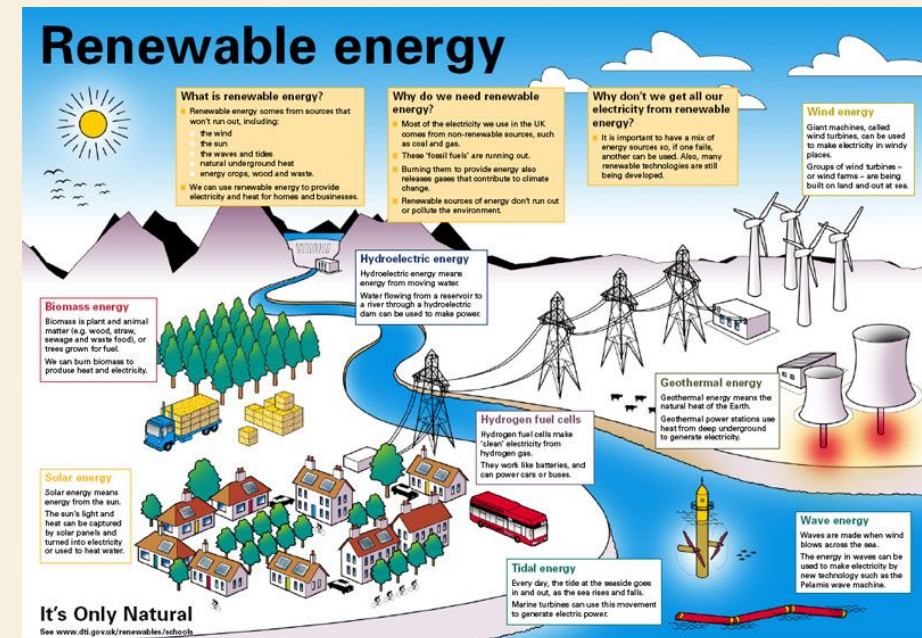 Renewable energy
What is renewable energy?
Renewable energy comes from sources that
won't run out, including:
the wind
the sun
the waves and tides
natural underground heat
energy crops, wood and waste.
We can use renewable energy to provide
electricity and heat for homes and businesses.
Why do we need renewable
energy?
Most of the electricity we use in the UK
comes from non-renewable sources, such
as coal and gas.
These 'fossil fuels' are running out.
Burning them to provide energy also
releases gases that contribute to climate
change.
Renewable sources of energy don't run out
or pollute the environment.
Why don't we get all our
electricity from renewable
energy?
It is important to have a mix of
energy sources so, if one fails,
another can be used. Also, many
renewable technologies are still
being developed.
Wind energy
Giant machines, called
wind turbines, can be used
to make electricity in windy
places.
Groups of wind turbines –
or wind farms – are being
built on land and out at sea.
Hydroelectric energy
Hydroelectric energy means
energy from moving water.
Water flowing from a reservoir to
a river through a hydroelectric
dam can be used to make power.
Biomass energy
Biomass is plant and animal
matter (e.g. wood, straw,
sewage and waste food), or
trees grown for fuel.
We can burn biomass to
produce heat and electricity.
Geothermal energy
Geothermal energy means the
natural heat of the Earth.
Geothermal power stations use
heat from deep underground
to generate electricity.
Hydrogen fuel cells
Hydrogen fuel cells make
'clean' electricity from
hydrogen gas.
They work like batteries, and
can power cars or buses.
Solar energy
Solar energy means
energy from the sun.
The sun's light and
heat can be captured
by solar panels and
turned into electricity
or used to heat water.
Wave energy
Waves are made when wind
blows across the sea.
The energy in waves can be
used to make electricity by
new technology such as the
Pelamis wave machine.
Tidal energy
Every day, the tide at the seaside goes
in and out, as the sea rises and falls.
Marine turbines can use this movement
to generate electric power.
It's Only Natural
See www.dti.gov.uk/renewables/schools